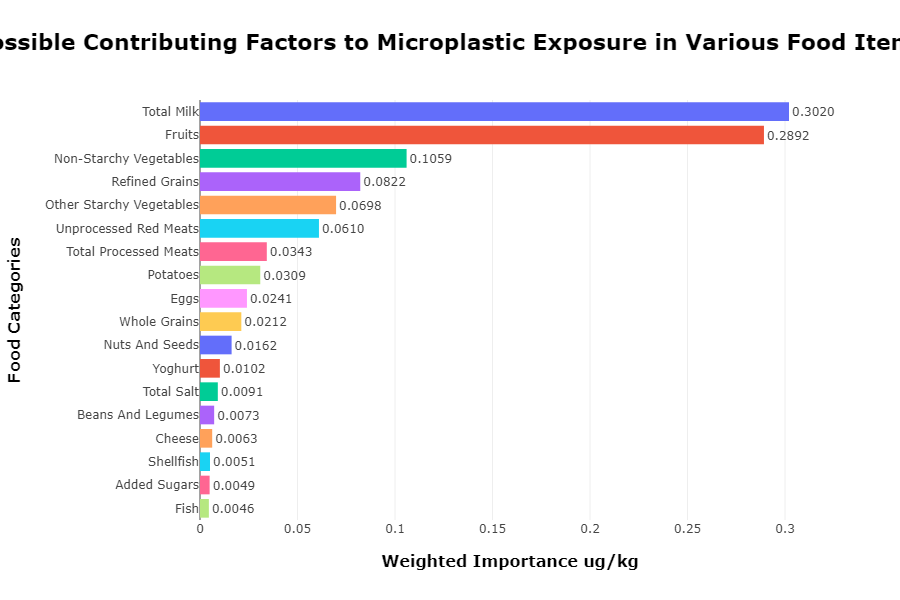 ossible Contributing Factors to Microplastic Exposure in Various Food Iter
Total Milk 0.3020
Fruits 0.2892
Non-Starchy Vegetables 0.1059
Refined Grains 0.0822
Other Starchy Vegetables 0.0698
Unprocessed Red Meats 0.0610
Total Processed Meats 0.0343
Potatoes 0.0309
Eggs 0.0241
Whole Grains 0.0212
Nuts And Seeds 0.0162
Yoghurt 0.0102
Total Salt 0.0091
Beans And Legumes 0.0073
Cheese 0.0063
Shellfish 0.0051
Added Sugars 0.0049
Fish 0.0046
0 0.05 0.1 0.15 0.2 0.25 0.3
Weighted Importance ug/kg
Food Categories